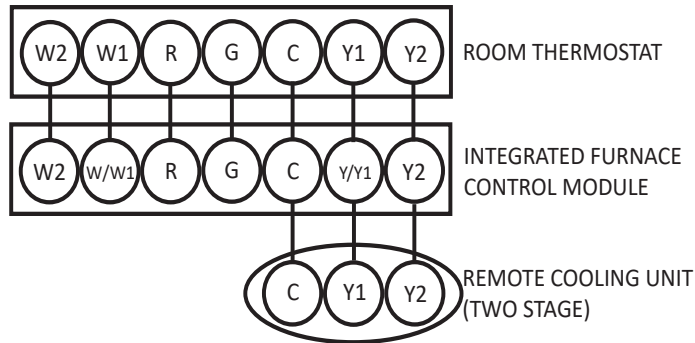 W2 W1 R G C Y1 Y2 ROOM THERMOSTAT
W2 W/W1 R G C Y/Y1 Y2 INTEGRATED FURNACE
CONTROL MODULE
C Y1 Y2 REMOTE COOLING UNIT
(TWO STAGE)